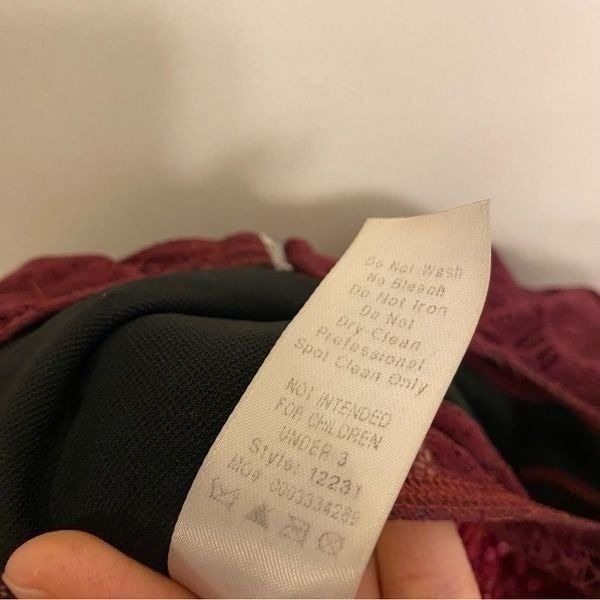 Do Not Wash
No Bleach
Do Not Iron
Do Not
Dry-Clean
Professional
Spot Clean Only
NOT INTENDED
FOR CHILDREN
UNDER 3
Style: 12231
MO# 0003334289